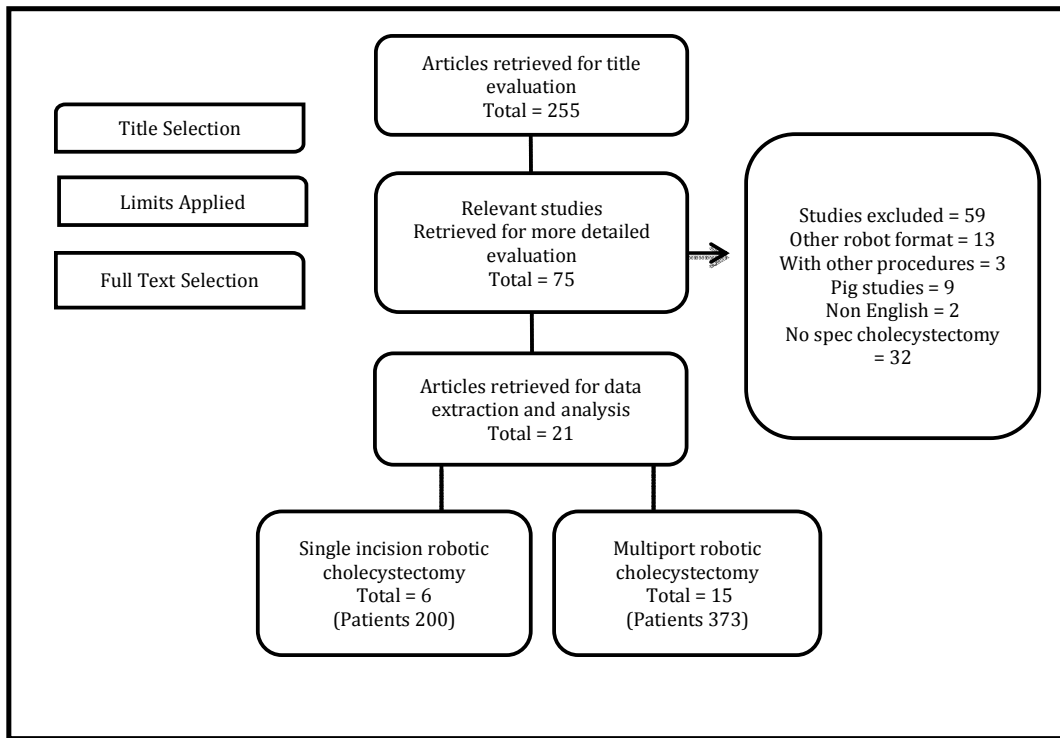 Articles retrieved for title
evaluation
Total = 255
Title Selection
Limits Applied
Full Text Selection
Relevant studies
Retrieved for more detailed
evaluation
Total = 75
Studies excluded = 59
Other robot format = 13
With other procedures = 3
Pig studies = 9
Non English = 2
No spec cholecystectomy
= 32
Articles retrieved for data
extraction and analysis
Total = 21
Single incision robotic
cholecystectomy
Total = 6
(Patients 200)
Multiport robotic
cholecystectomy
Total = 15
(Patients 373)